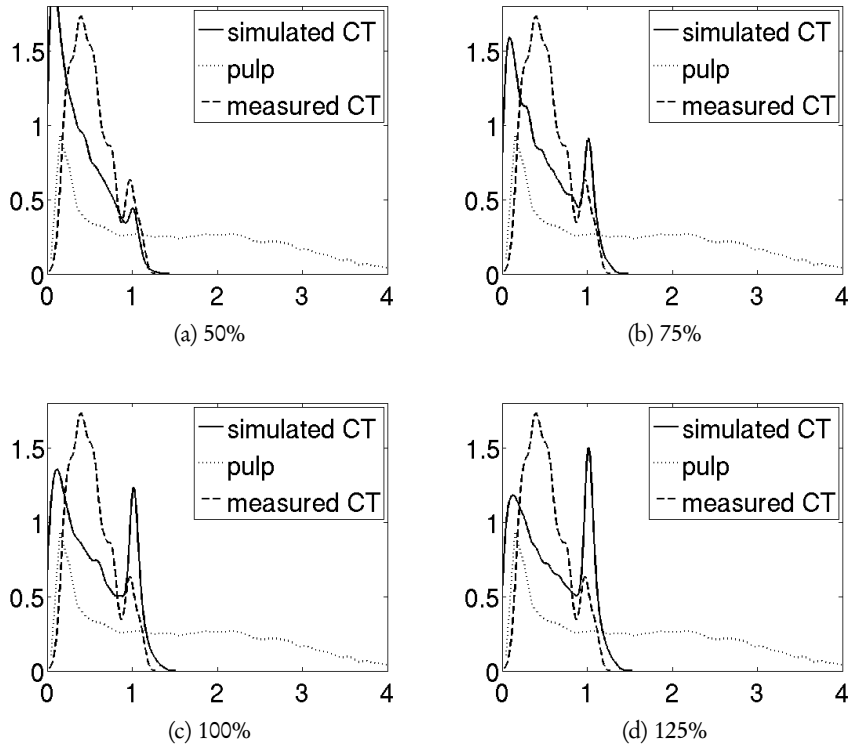 simulated CT
pulp
measured CT
1.5
1
0.5
0
0 1 2 3 4
(a) 50%
simulated CT
pulp
measured CT
1.5
1
0.5
0
0 1 2 3 4
(b) 75%
simulated CT
pulp
measured CT
1.5
1
0.5
0
0 1 2 3 4
(c) 100%
simulated CT
pulp
measured CT
1.5
1
0.5
0
0 1 2 3 4
(d) 125%